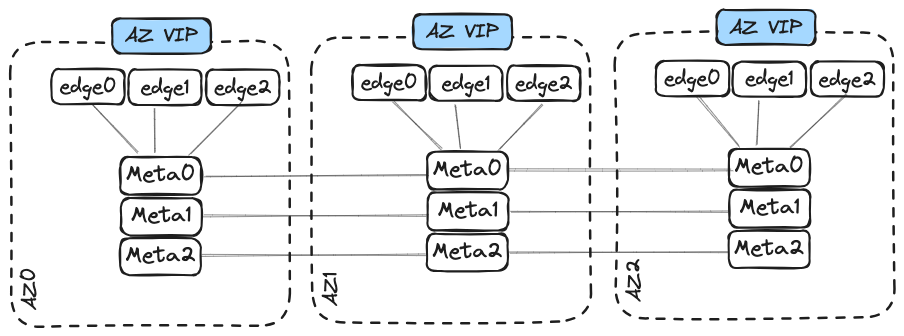 AZ VIP
edge0 edge1 edge2
Meta0
Meta1
Meta2
AZ0
AZ VIP
edge0 edge1 edge2
Meta0
Meta1
Meta2
AZ1
AZ VIP
edge0 edge1 edge2
Meta0
Meta1
Meta2
AZ2